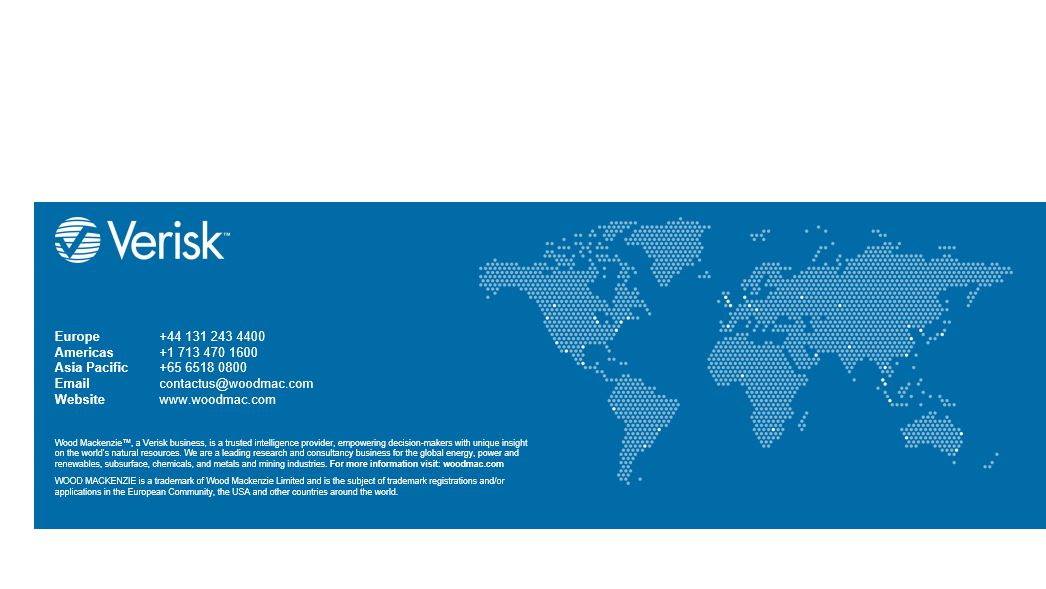 Verisk™
Europe +44 131 243 4400
Americas +1 713 470 1600
Asia Pacific +65 6518 0800
Email contactus@woodmac.com
Website www.woodmac.com
Wood Mackenzie™, a Verisk business, is a trusted intelligence provider, empowering decision-makers with unique insight
on the world's natural resources. We are a leading research and consultancy business for the global energy, power and
renewables, subsurface, chemicals, and metals and mining industries. For more information visit: woodmac.com
WOOD MACKENZIE is a trademark of Wood Mackenzie Limited and is the subject of trademark registrations and/or
applications in the European Community, the USA and other countries around the world.